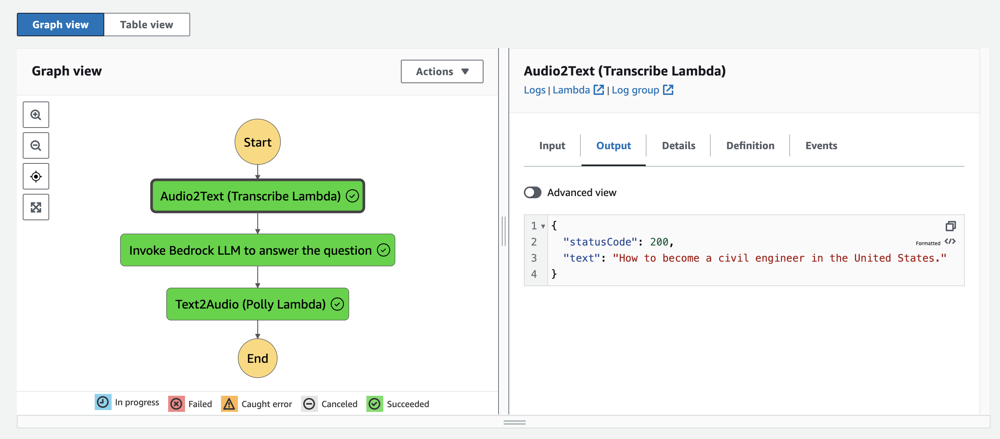 Graph view
Table view
Graph view
Actions
Start
Audio2Text (Transcribe Lambda)
Invoke Bedrock LLM to answer the question
Text2Audio (Polly Lambda)
End
In progress
Failed
Caught error
Canceled
Succeeded
Audio2Text (Transcribe Lambda)
Logs | Lambda | Log group
Input
Output
Details
Definition
Events
Advanced view
1 {
2 "statusCode": 200,
Formatted
3 "text": "How to become a civil engineer in the United States."
4 }